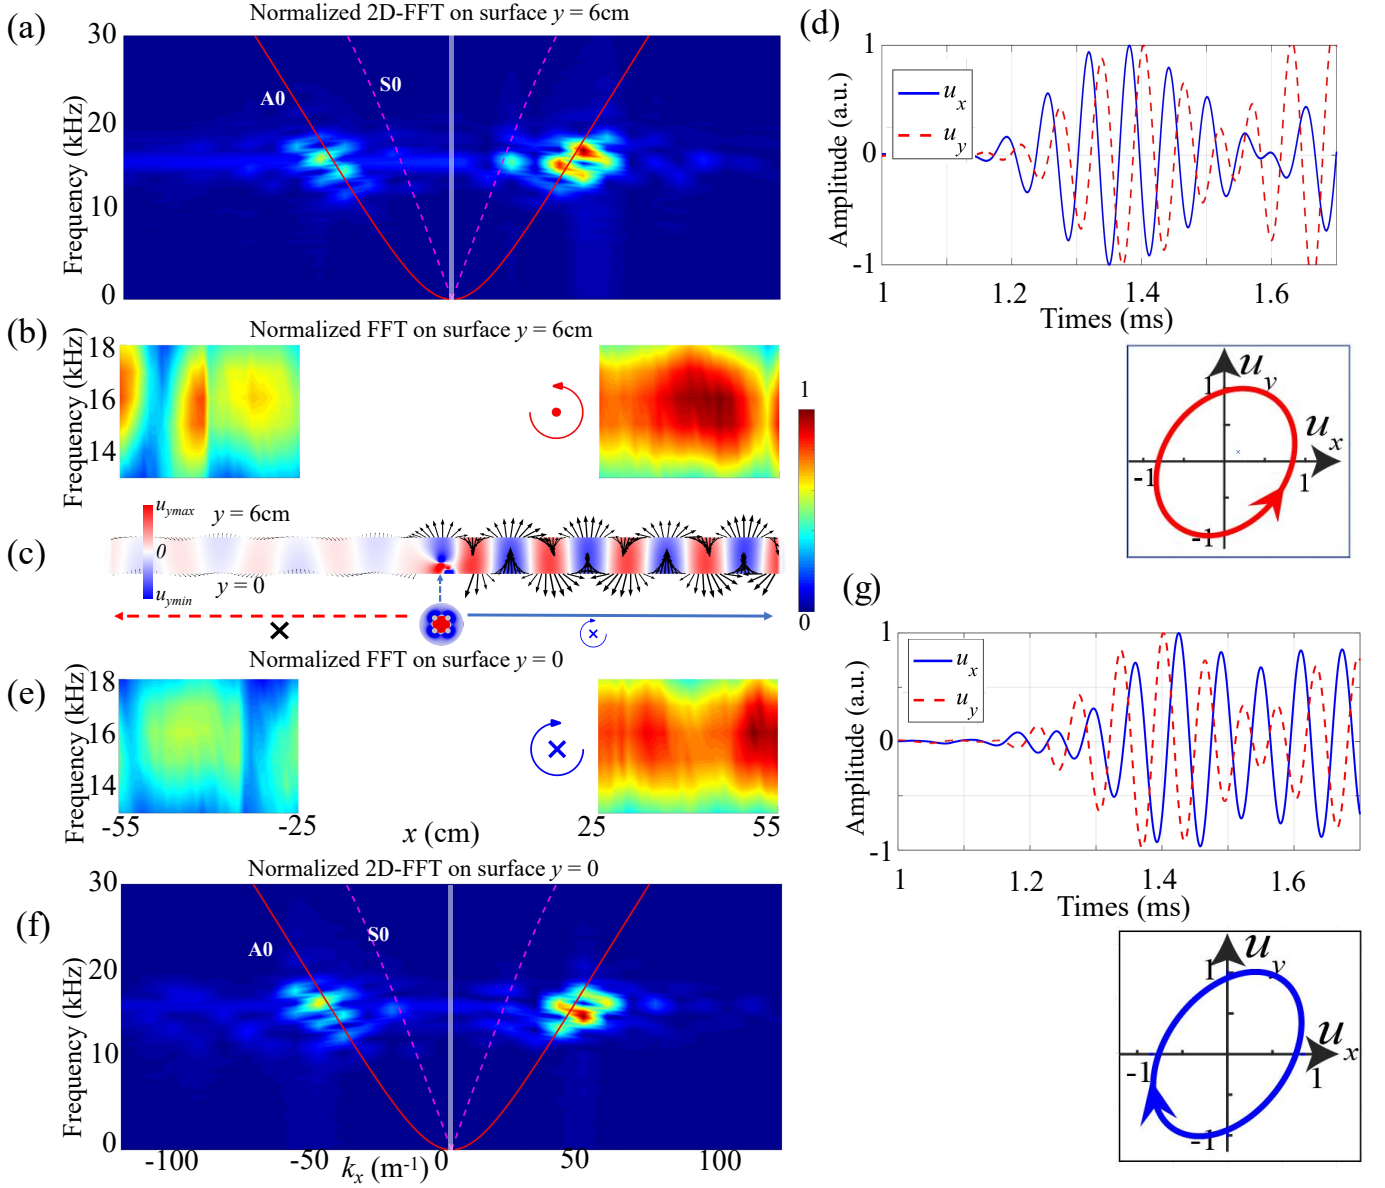 (a)
Normalized 2D-FFT on surface y = 6cm
Frequency (kHz)
30
20
10
0
A0
S0
(b)
Normalized FFT on surface y = 6cm
Frequency (kHz)
18
16
14
1
0
(c)
u_ymax
0
u_ymin
y = 6cm
y = 0
(e)
Normalized FFT on surface y = 0
Frequency (kHz)
18
16
14
-55
-25
x (cm)
25
55
(f)
Normalized 2D-FFT on surface y = 0
Frequency (kHz)
30
20
10
0
A0
S0
-100
-50
k_x (m⁻¹)
0
50
100
(d)
Amplitude (a.u.)
1
0
-1
u_x
u_y
1
1.2
1.4
1.6
Times (ms)
u_y
u_x
1
-1
1
-1
(g)
Amplitude (a.u.)
1
0
-1
u_x
u_y
1
1.2
1.4
1.6
Times (ms)
u_y
u_x
1
-1
1
-1